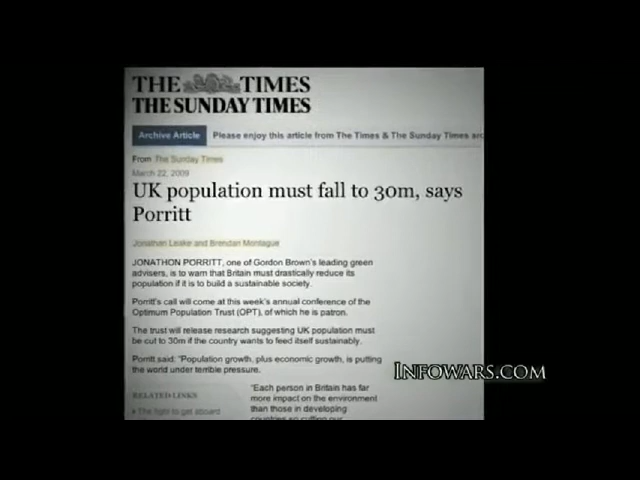 THE TIMES
THE SUNDAY TIMES
Archive Article Please enjoy this article from The Times & The Sunday Times
From The Sunday Times
March 22, 2009
UK population must fall to 30m, says
Porritt
Jonathan Leake and Brendan Montague
JONATHON PORRITT, one of Gordon Brown's leading green
advisers, is to warn that Britain must drastically reduce its
population if it is to build a sustainable society.
Porritt's call will come at this week's annual conference of the
Optimum Population Trust (OPT), of which he is patron.
The trust will release research suggesting UK population must
be cut to 30m if the country wants to feed itself sustainably.
Porritt said: "Population growth, plus economic growth, is putting
the world under terrible pressure.
INFOWARS.COM
RELATED LINKS
The fight to get aboard
"Each person in Britain has far
more impact on the environment
than those in developing